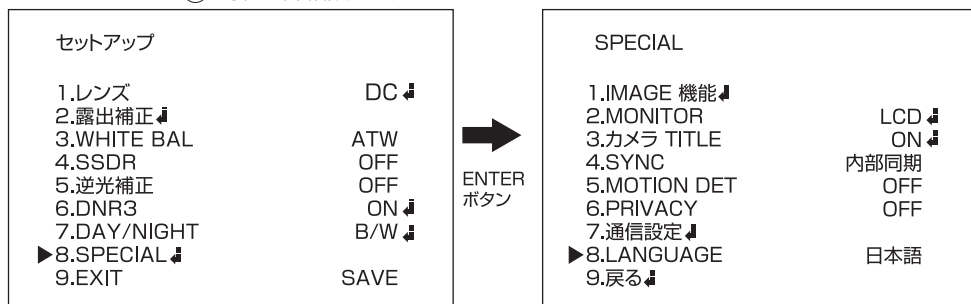 セットアップ
1.レンズ DC↲
2.露出補正↲
3.WHITE BAL ATW
4.SSDR OFF
5.逆光補正 OFF
6.DNR3 ON↲
7.DAY/NIGHT B/W↲
▶8.SPECIAL↲
9.EXIT SAVE
ENTER
ボタン
SPECIAL
1.IMAGE 機能↲
2.MONITOR LCD↲
3.カメラ TITLE ON↲
4.SYNC 内部同期
5.MOTION DET OFF
6.PRIVACY OFF
7.通信設定↲
▶8.LANGUAGE 日本語
9.戻る↲